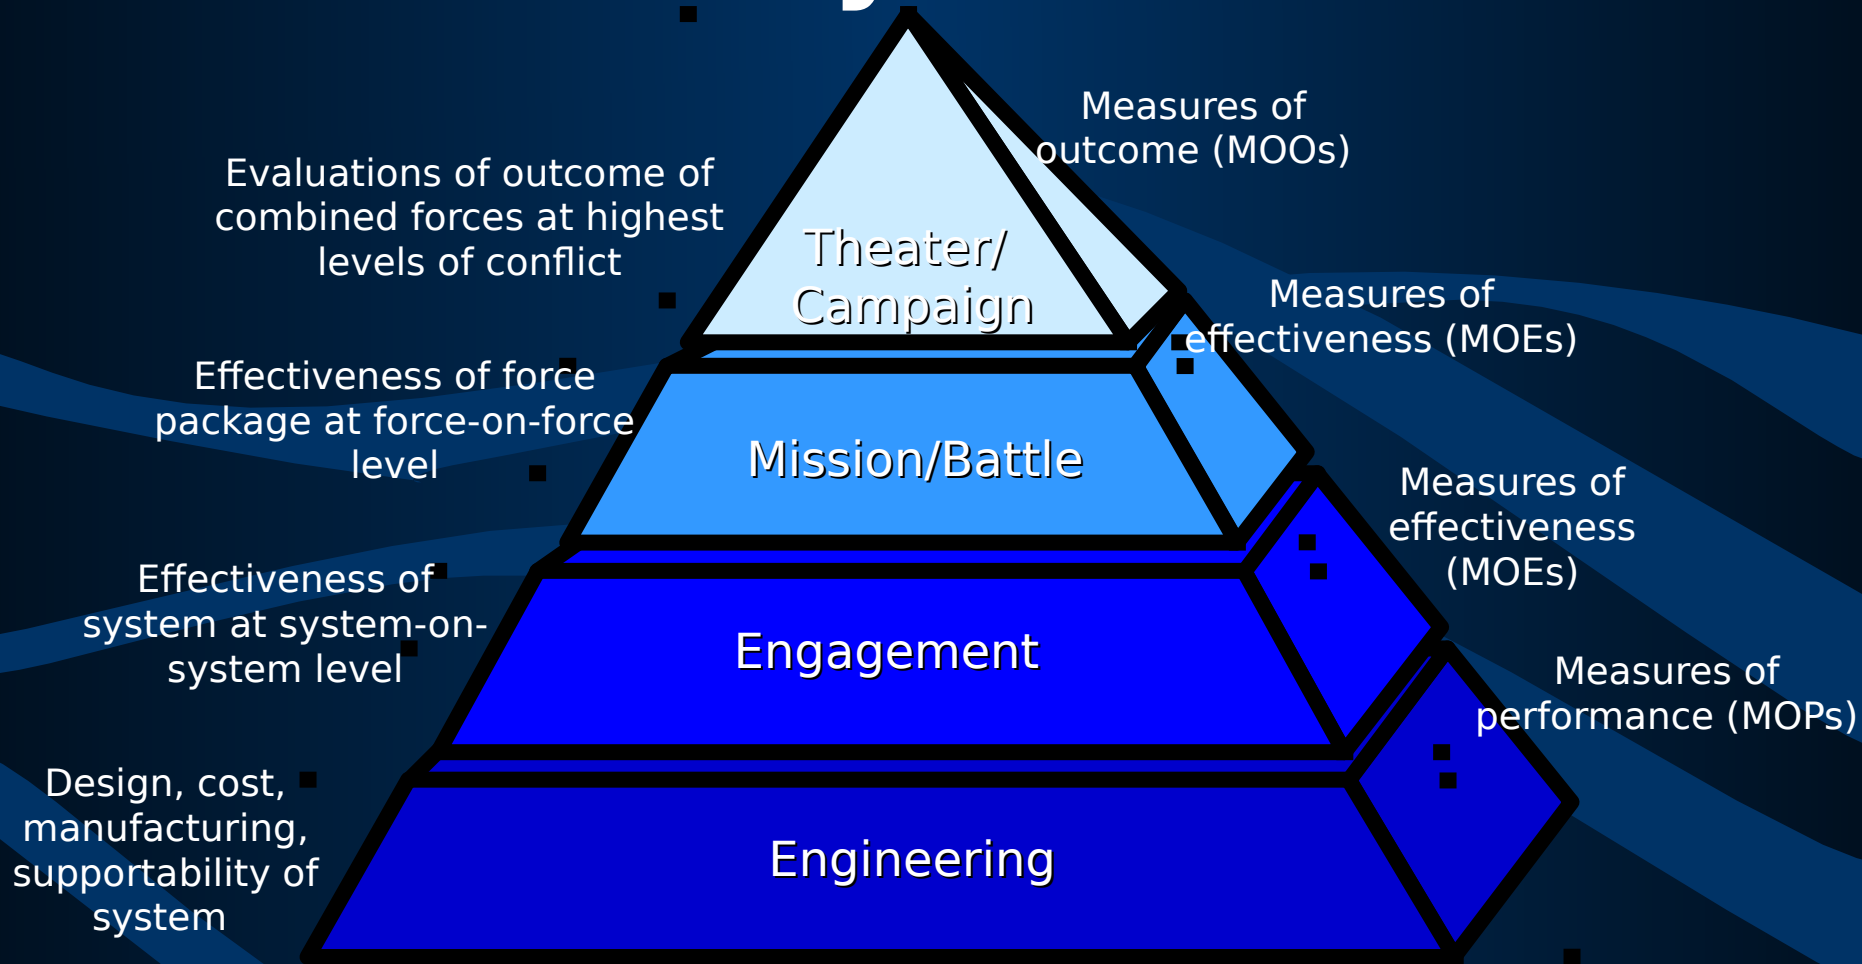 Measures of
outcome (MOOs)
Evaluations of outcome of
combined forces at highest
levels of conflict
Theater/
Campaign
Measures of
effectiveness (MOEs)
Effectiveness of force
package at force-on-force
level
Mission/Battle
Measures of
effectiveness
(MOEs)
Effectiveness of
system at system-on-
system level
Engagement
Measures of
performance (MOPs)
Design, cost,
manufacturing,
supportability of
system
Engineering